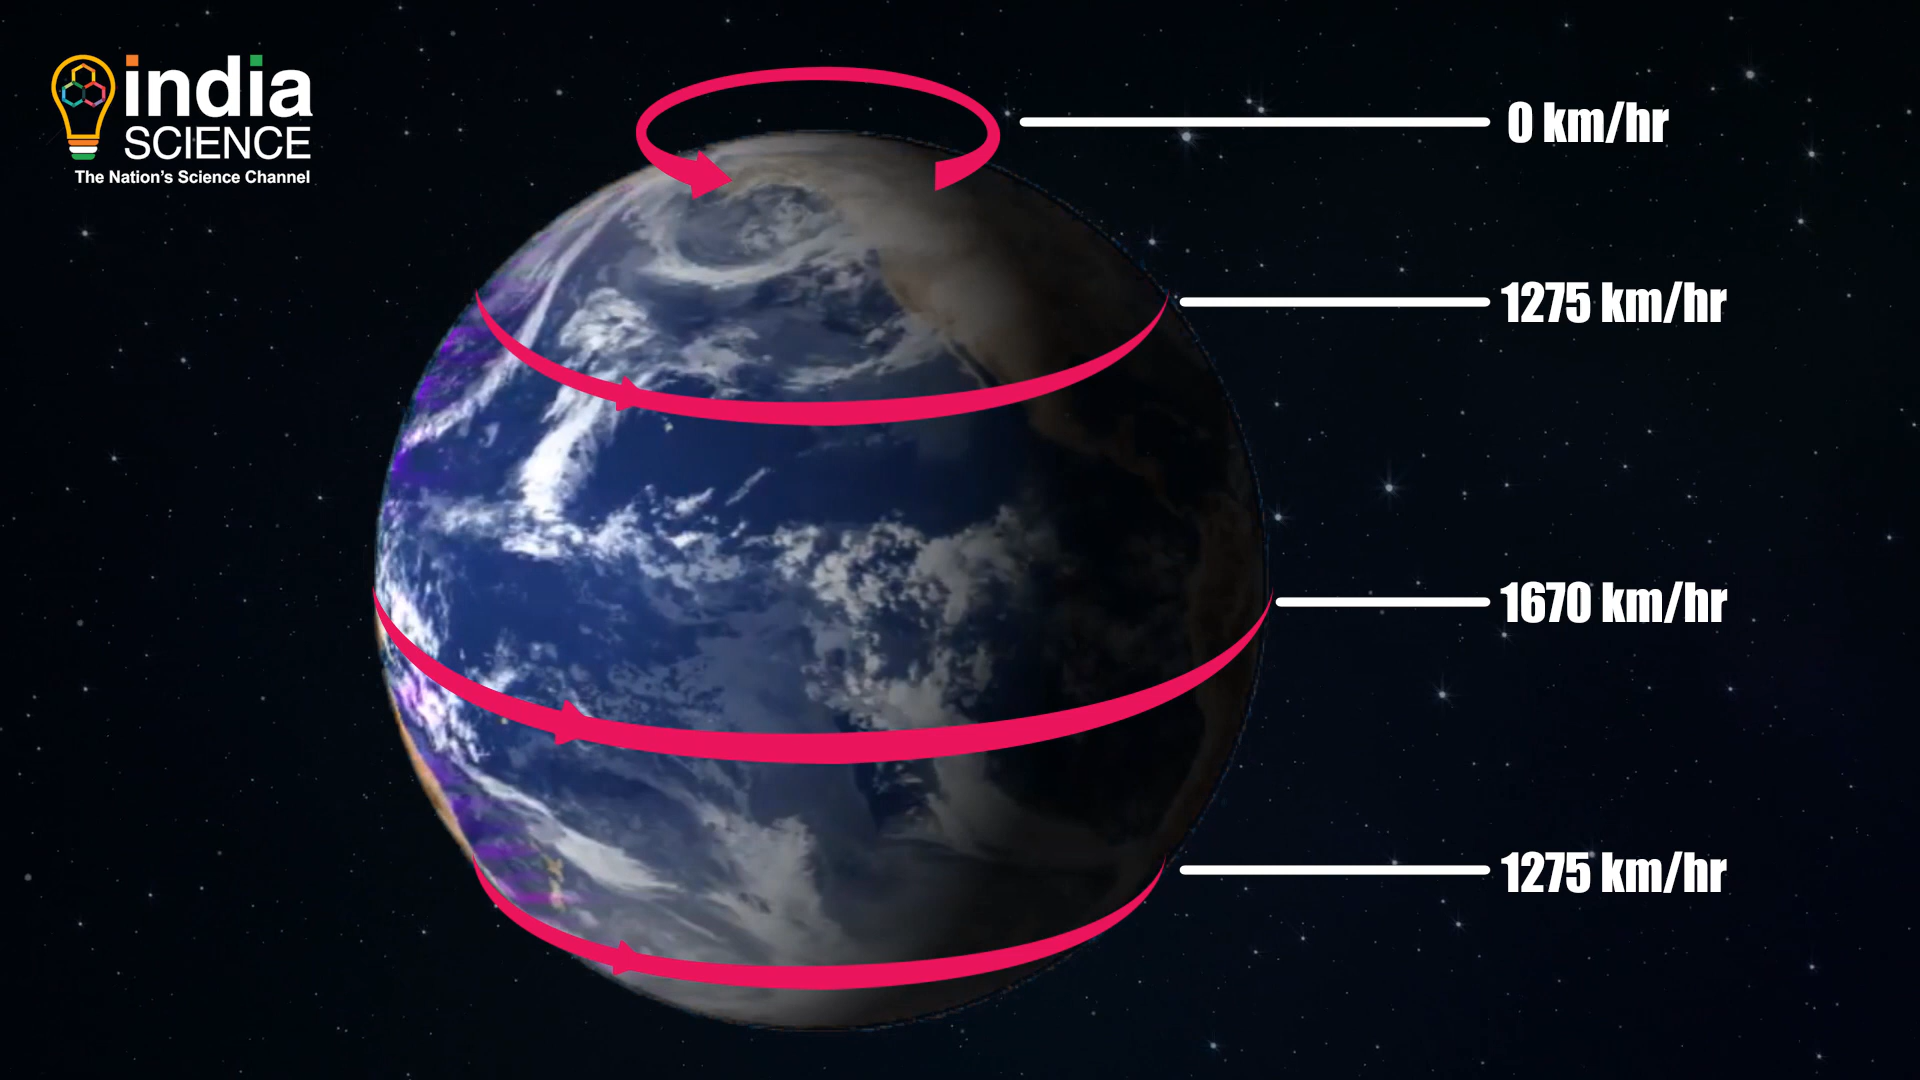 india
SCIENCE
The Nation's Science Channel
0 km/hr
1275 km/hr
1670 km/hr
1275 km/hr